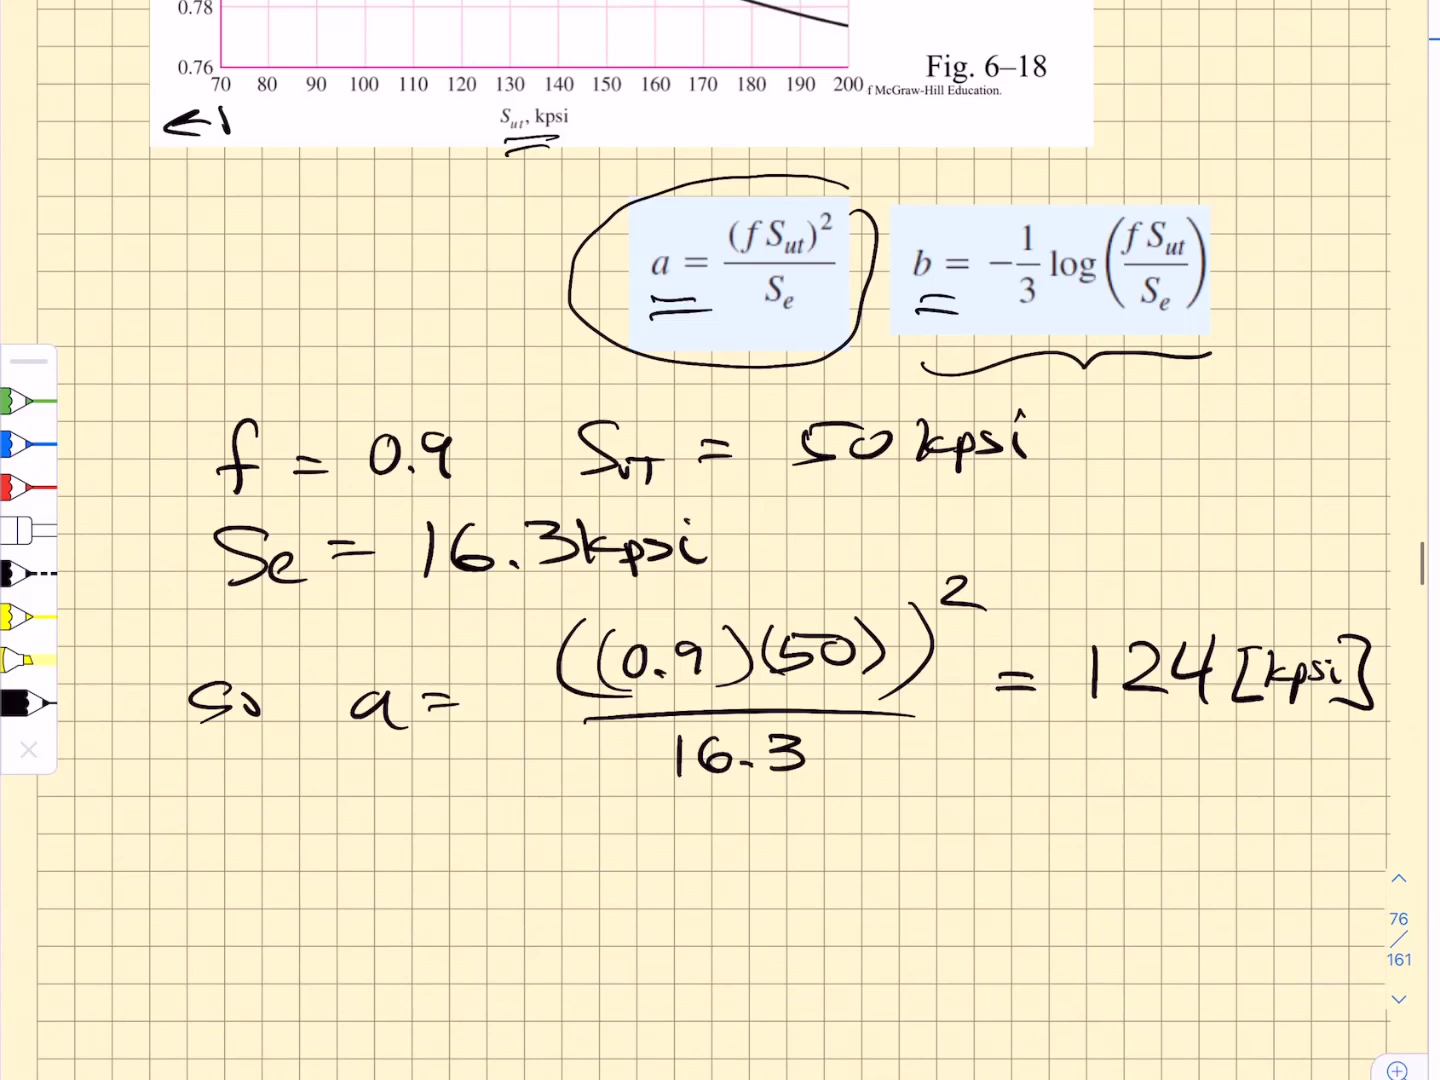 0.78
0.76
70 80 90 100 110 120 130 140 150 160 170 180 190 200
Fig. 6–18
f McGraw-Hill Education.
S_ut, kpsi
a = (f S_ut)^2 / S_e
b = −1/3 log(f S_ut / S_e)
f = 0.9 S_UT = 50 kpsi
Se = 16.3 kpsi
so a = ((0.9)(50))^2 / 16.3 = 124 [kpsi]
76
/
161